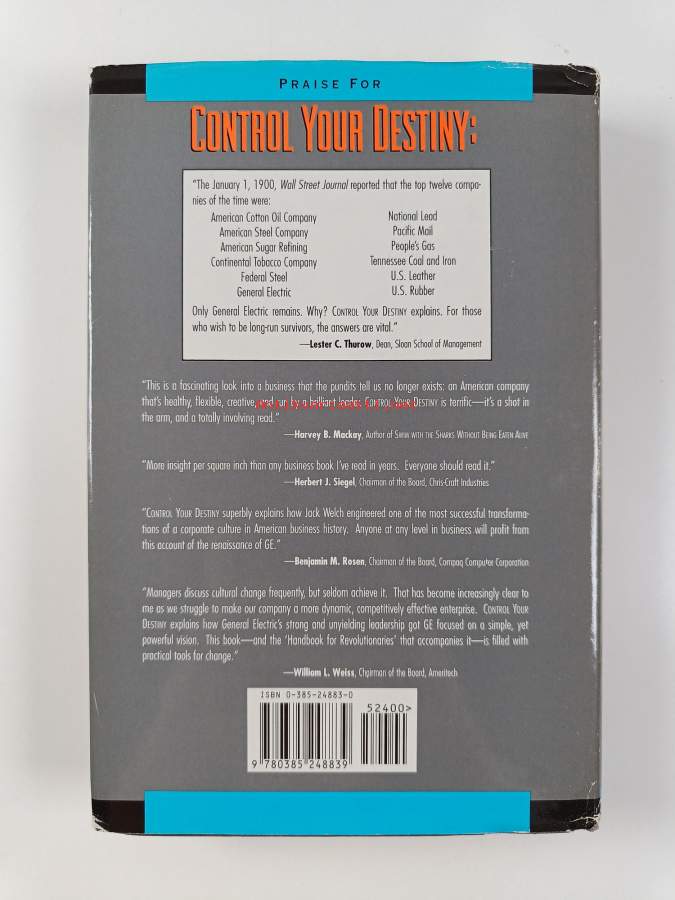 PRAISE FOR
CONTROL YOUR DESTINY:
"The January 1, 1900, Wall Street Journal reported that the top twelve compa-
nies of the time were:
American Cotton Oil Company
American Steel Company
American Sugar Refining
Continental Tobacco Company
Federal Steel
General Electric
National Lead
Pacific Mail
People's Gas
Tennessee Coal and Iron
U.S. Leather
U.S. Rubber
Only General Electric remains. Why? CONTROL YOUR DESTINY explains. For those
who wish to be long-run survivors, the answers are vital."
—Lester C. Thurow, Dean, Sloan School of Management
"This is a fascinating look into a business that the pundits tell us no longer exists: an American company
that's healthy, flexible, creative, and run by a brilliant leader. CONTROL YOUR DESTINY is terrific—it's a shot in
the arm, and a totally involving read."
—Harvey B. Mackay, Author of SWIM WITH THE SHARKS WITHOUT BEING EATEN ALIVE
"More insight per square inch than any business book I've read in years. Everyone should read it."
—Herbert J. Siegel, Chairman of the Board, Chris-Craft Industries
"CONTROL YOUR DESTINY superbly explains how Jack Welch engineered one of the most successful transforma-
tions of a corporate culture in American business history. Anyone at any level in business will profit from
this account of the renaissance of GE."
—Benjamin M. Rosen, Chairman of the Board, Compaq Computer Corporation
"Managers discuss cultural change frequently, but seldom achieve it. That has become increasingly clear to
me as we struggle to make our company a more dynamic, competitively effective enterprise. CONTROL YOUR
DESTINY explains how General Electric's strong and unyielding leadership got GE focused on a simple, yet
powerful vision. This book—and the 'Handbook for Revolutionaries' that accompanies it—is filled with
practical tools for change."
—William L. Weiss, Chairman of the Board, Ameritech
ISBN 0-385-24883-0
52400>
9 780385 248839